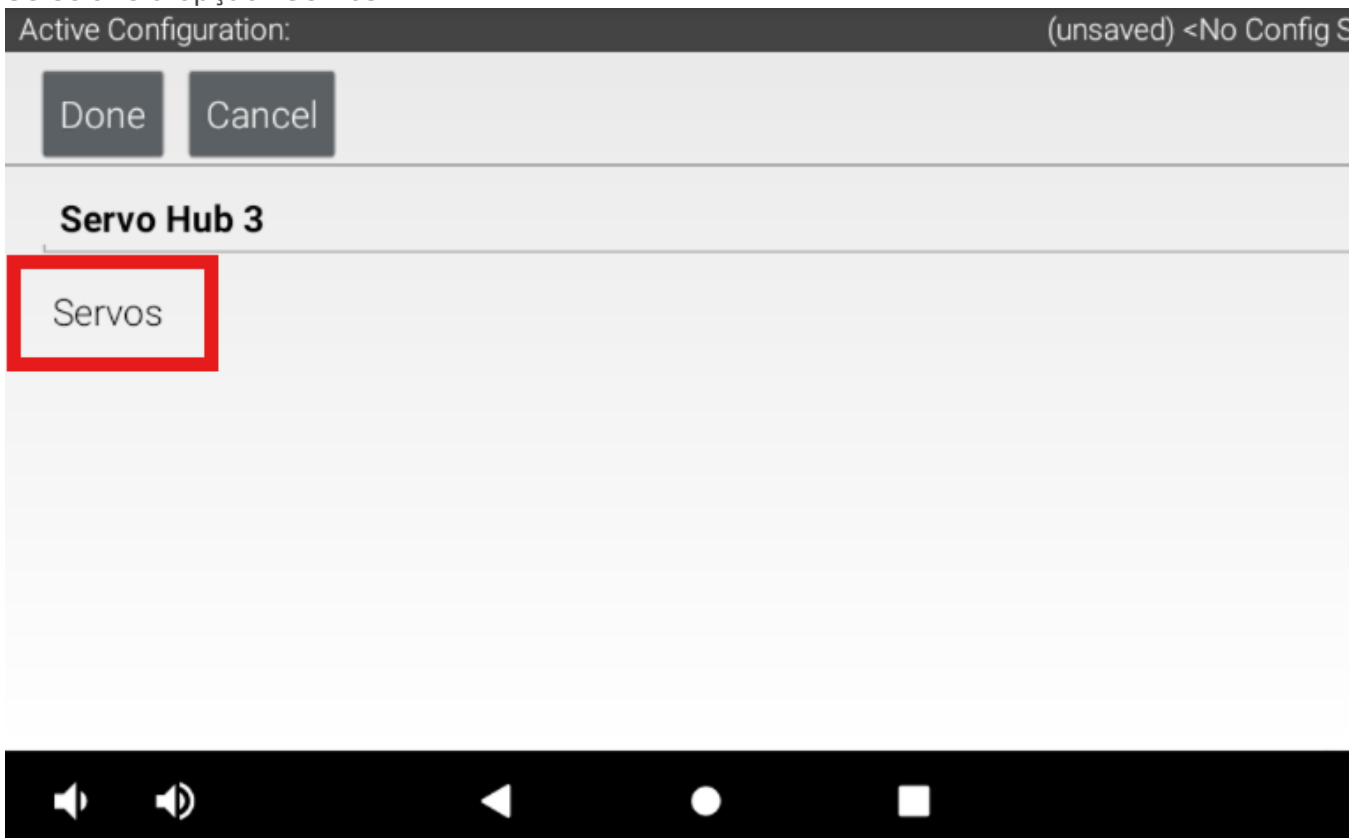 Active Configuration:
(unsaved) <No Config S
Done
Cancel
Servo Hub 3
Servos